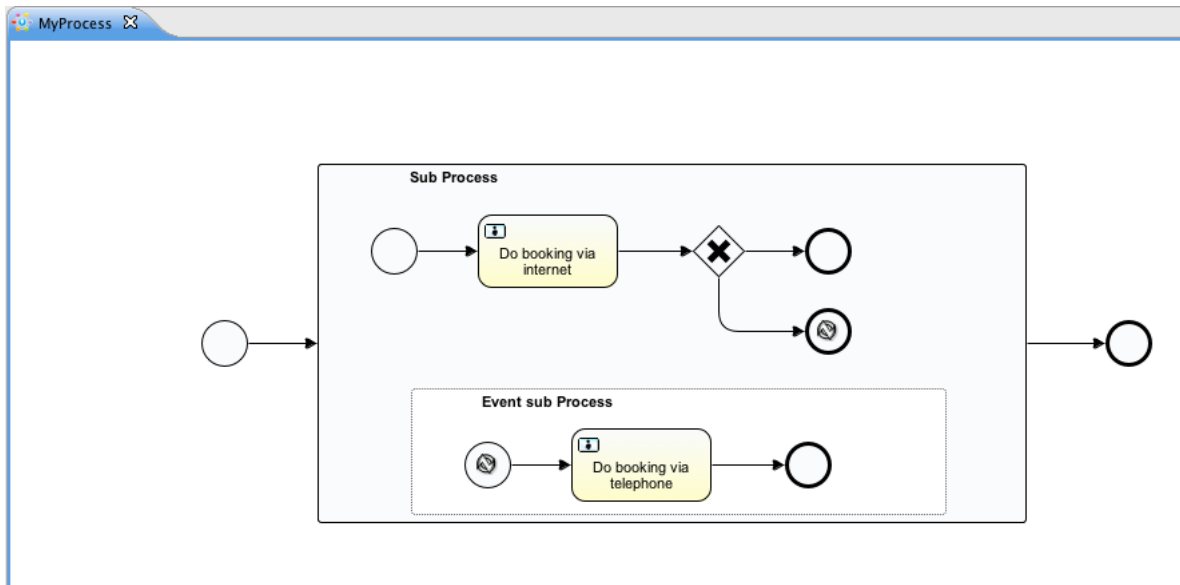 MyProcess
Sub Process
Do booking via
internet
Event sub Process
Do booking via
telephone